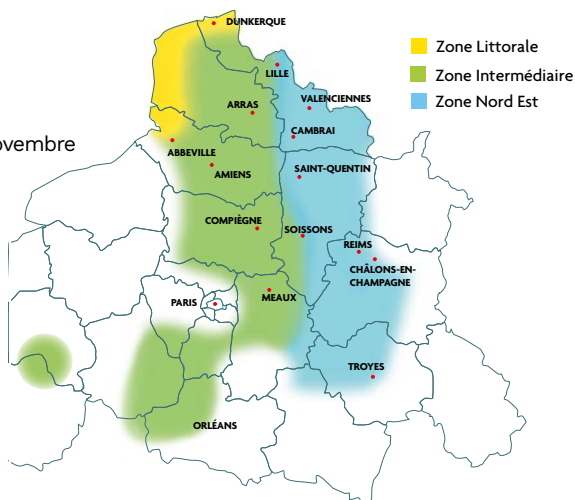 DUNKERQUE
Zone Littorale
LILLE
Zone Intermédiaire
ARRAS
VALENCIENNES
Zone Nord Est
CAMBRAI
ovembre
ABBEVILLE
AMIENS
SAINT-QUENTIN
COMPIÈGNE
SOISSONS
REIMS
CHÂLONS-EN-
CHAMPAGNE
PARIS
MEAUX
TROYES
ORLÉANS